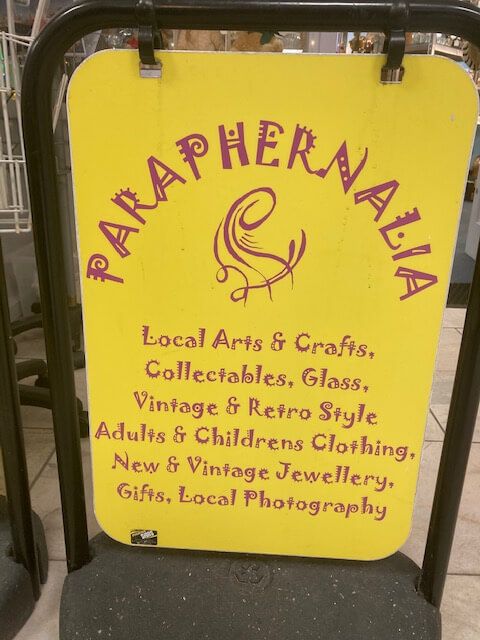 PARAPHERNALIA
Local Arts & Crafts,
Collectables, Glass,
Vintage & Retro Style
Adults & Childrens Clothing,
New & Vintage Jewellery,
Gifts, Local Photography